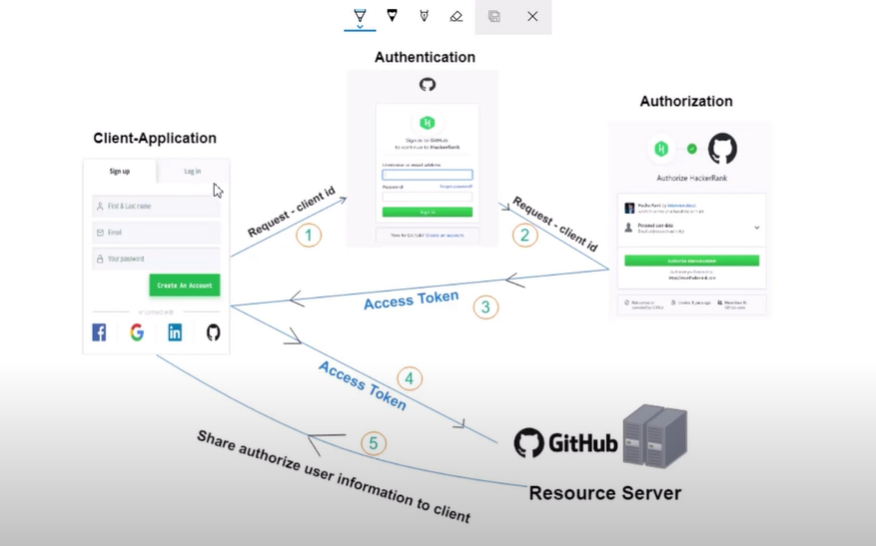 Authentication
Authorization
Client-Application
Sign up
Log in
First & Last name
Email
Your password
Create An Account
or connect with
Sign in to GitHub
to continue to HackerRank
Username or email address
Password
Forgot password?
Sign in
New to GitHub? Create an account.
Authorize HackerRank
Personal user data
Request - client id
1
Request - client id
2
Access Token
3
Access Token
4
5
Share authorize user information to client
GitHub
Resource Server